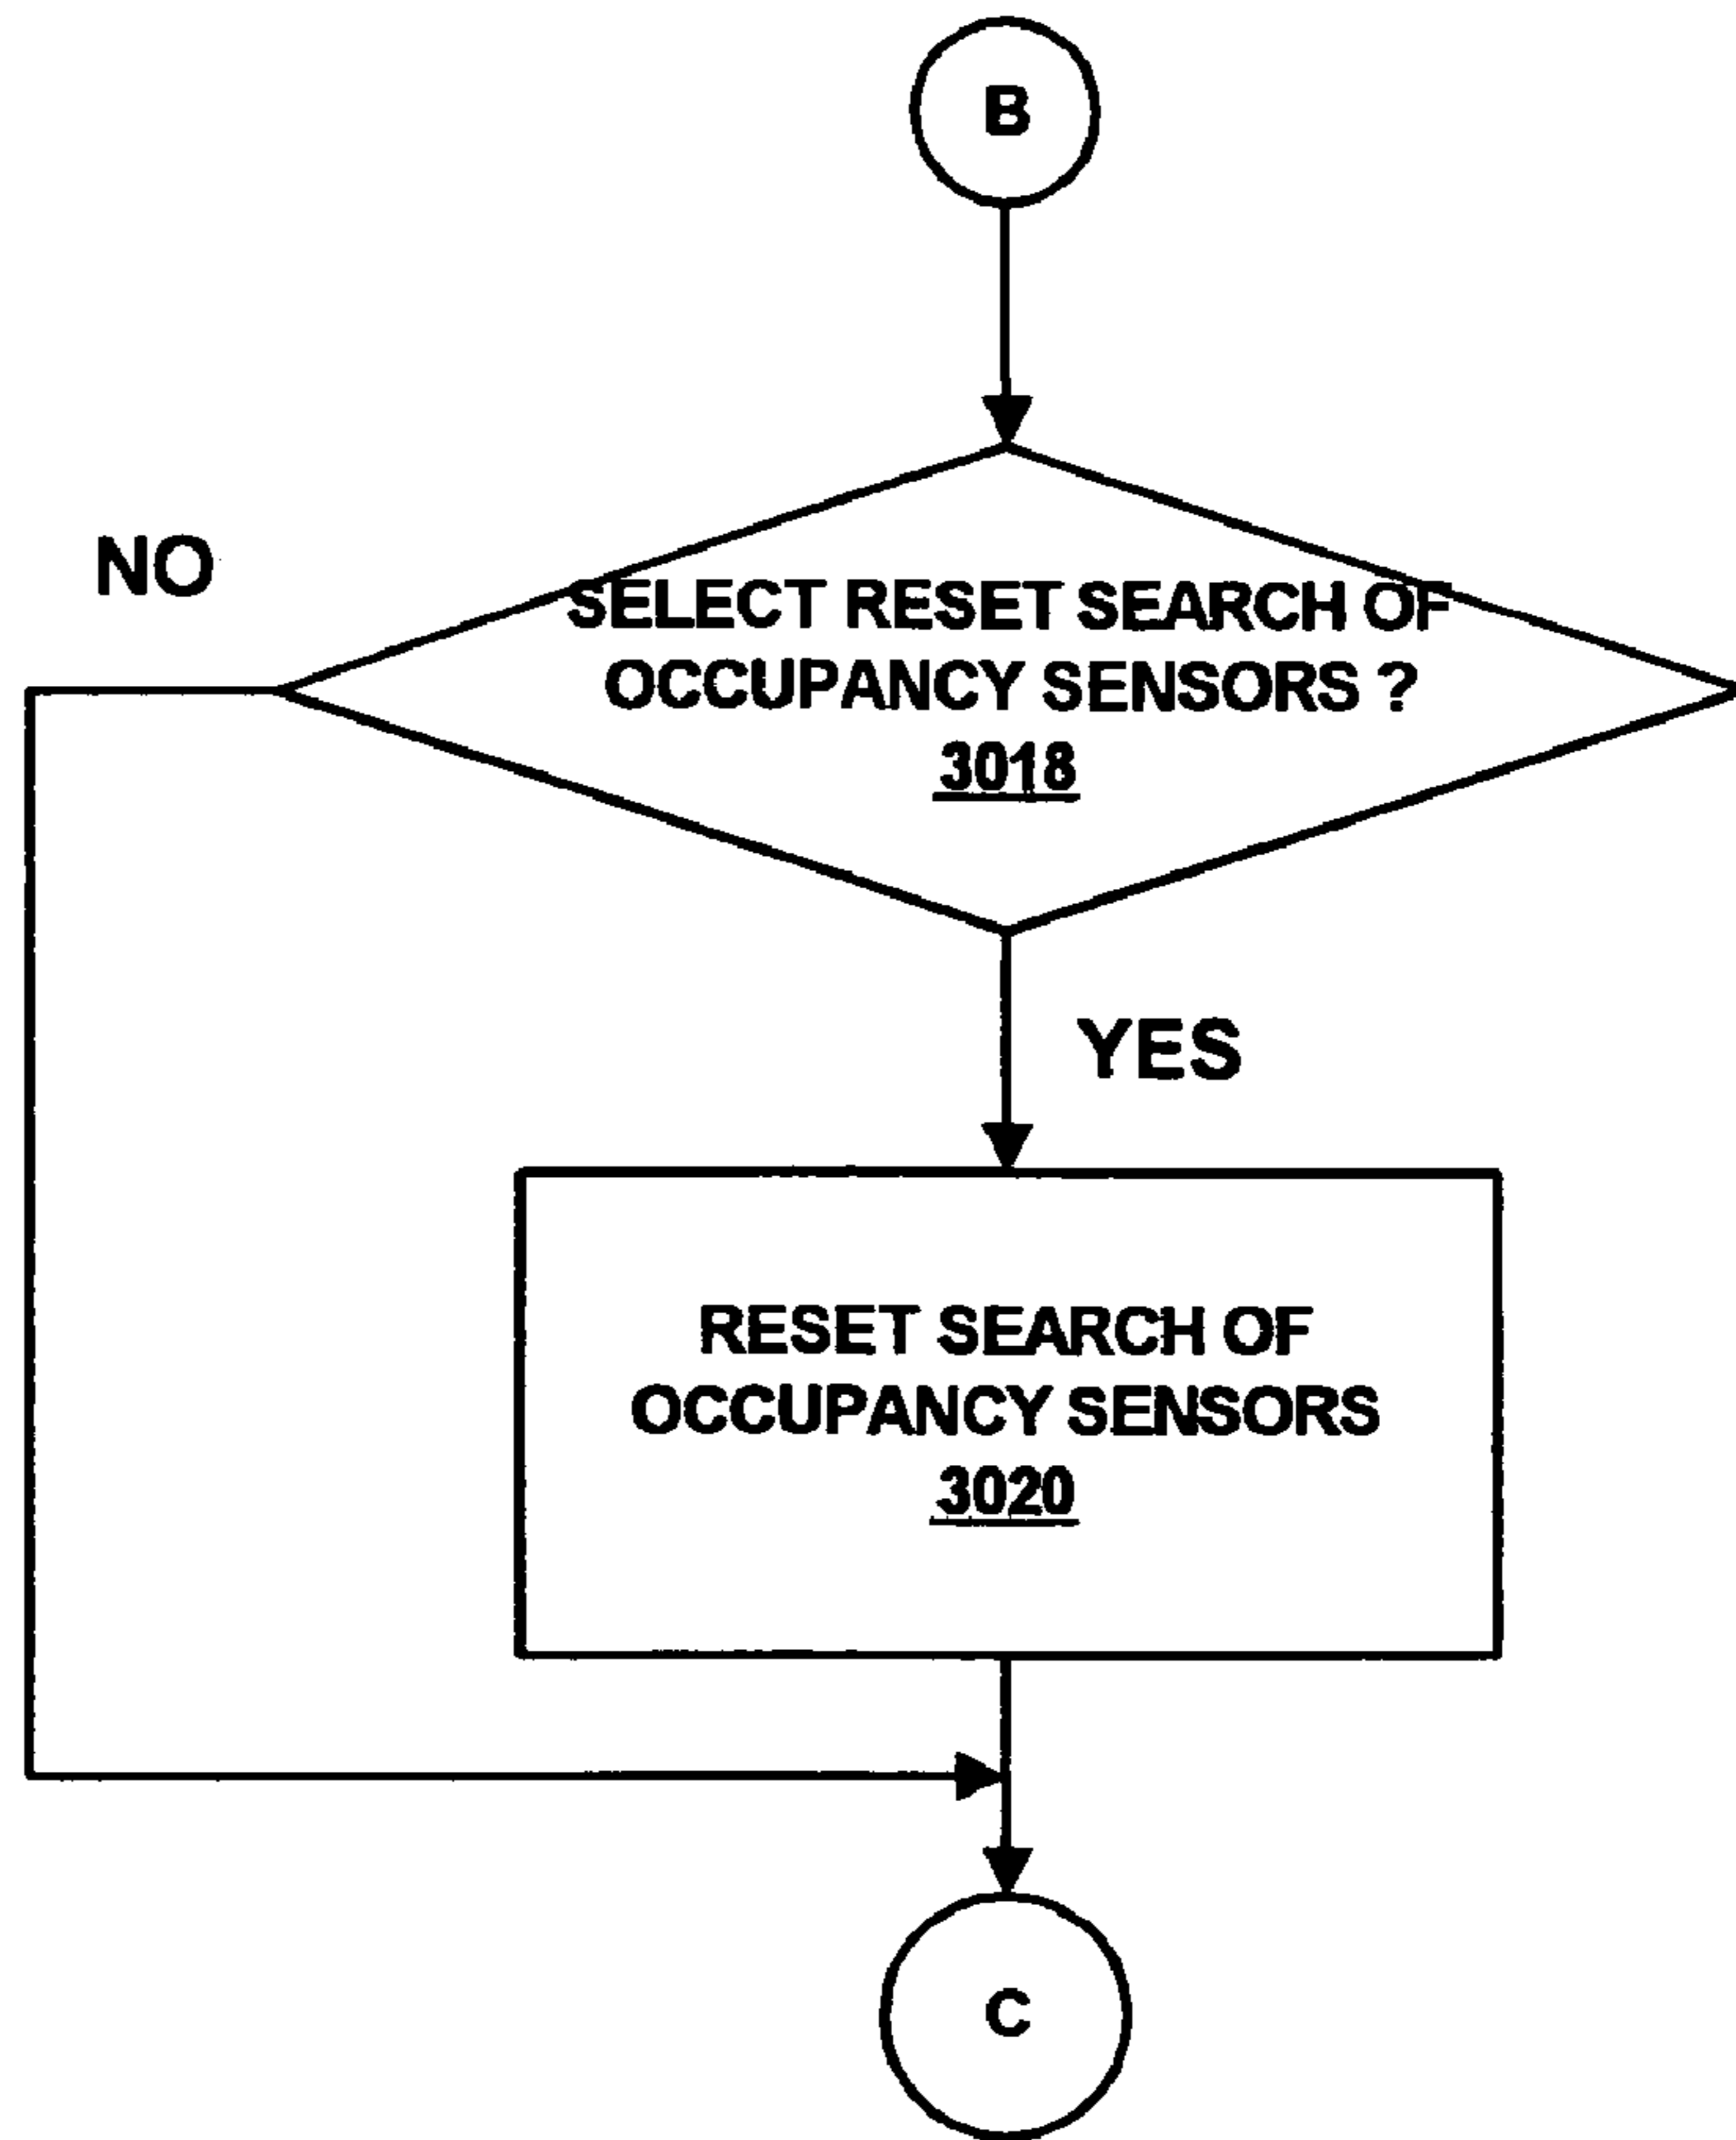 B
NO
SELECT RESET SEARCH OF
OCCUPANCY SENSORS ?
3018
YES
RESET SEARCH OF
OCCUPANCY SENSORS
3020
C